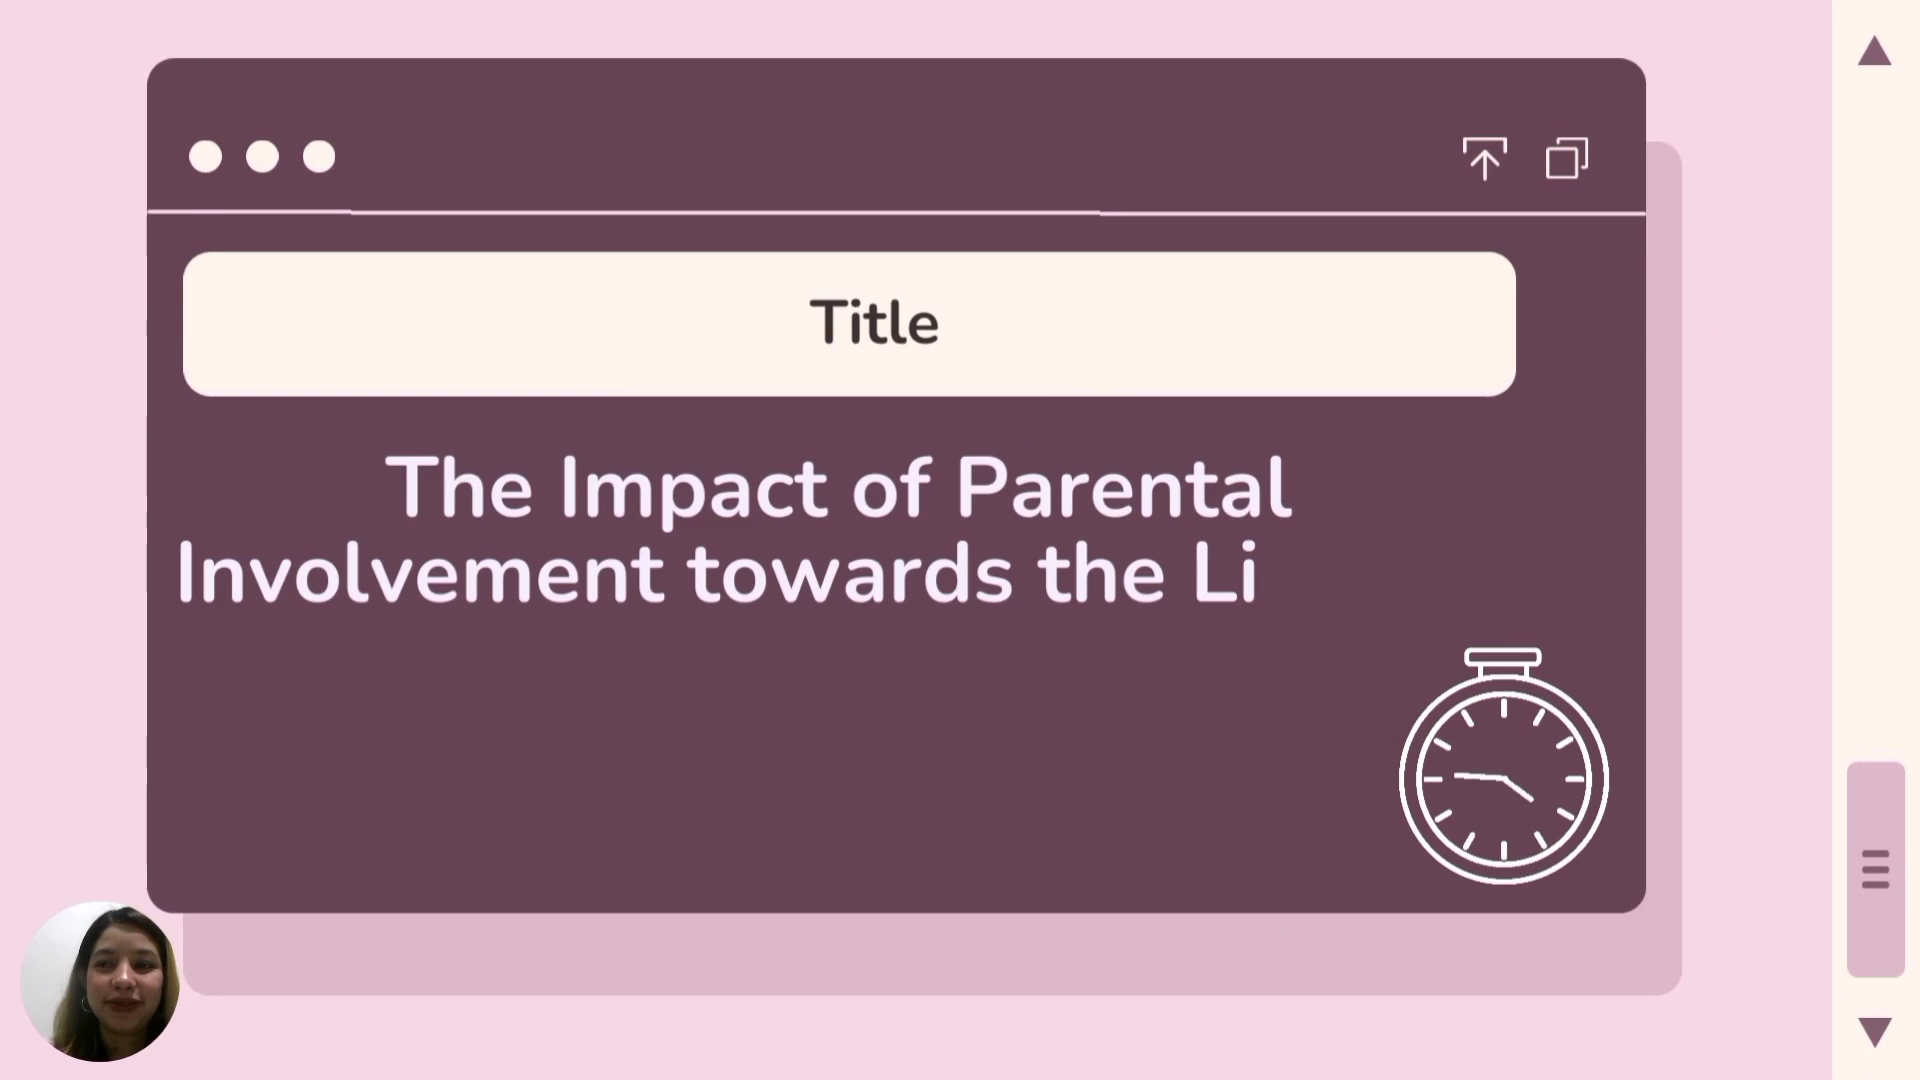 Title
The Impact of Parental
Involvement towards the Li